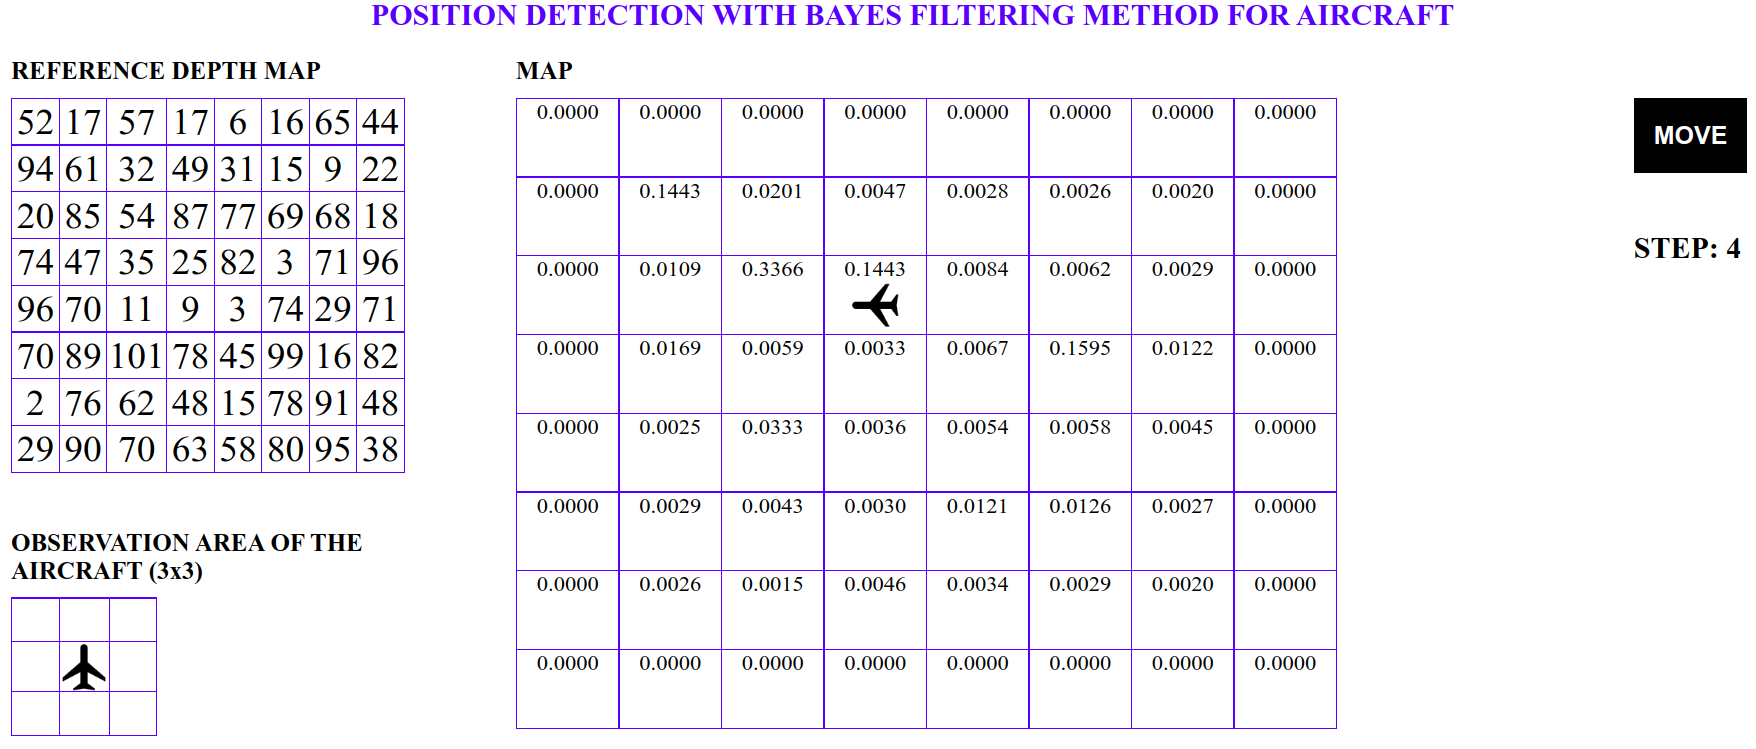 POSITION DETECTION WITH BAYES FILTERING METHOD FOR AIRCRAFT
REFERENCE DEPTH MAP
52 17 57 17 6 16 65 44
94 61 32 49 31 15 9 22
20 85 54 87 77 69 68 18
74 47 35 25 82 3 71 96
96 70 11 9 3 74 29 71
70 89 101 78 45 99 16 82
2 76 62 48 15 78 91 48
29 90 70 63 58 80 95 38
OBSERVATION AREA OF THE
AIRCRAFT (3x3)
MAP
0.0000 0.0000 0.0000 0.0000 0.0000 0.0000 0.0000 0.0000
0.0000 0.1443 0.0201 0.0047 0.0028 0.0026 0.0020 0.0000
0.0000 0.0109 0.3366 0.1443 0.0084 0.0062 0.0029 0.0000
0.0000 0.0169 0.0059 0.0033 0.0067 0.1595 0.0122 0.0000
0.0000 0.0025 0.0333 0.0036 0.0054 0.0058 0.0045 0.0000
0.0000 0.0029 0.0043 0.0030 0.0121 0.0126 0.0027 0.0000
0.0000 0.0026 0.0015 0.0046 0.0034 0.0029 0.0020 0.0000
0.0000 0.0000 0.0000 0.0000 0.0000 0.0000 0.0000 0.0000
MOVE
STEP: 4